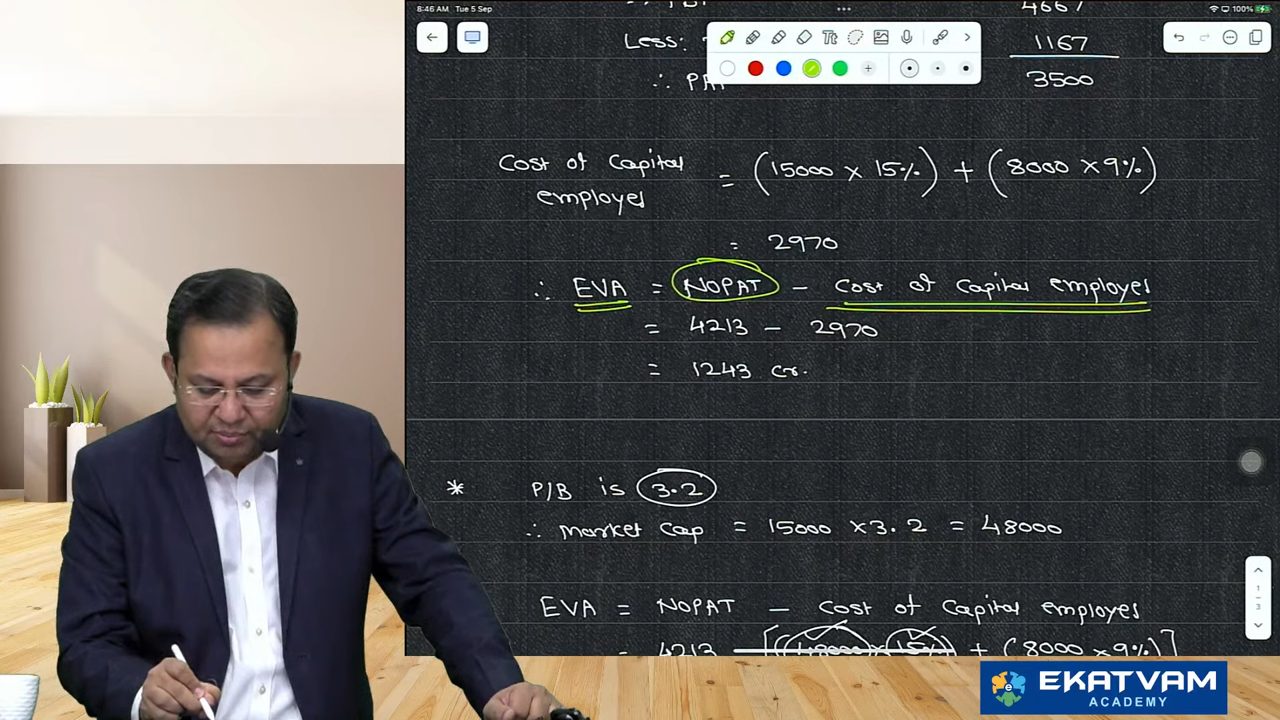 8:46 AM Tue 5 Sep
100%
4667
Less:
1167
∴ PAT
3500
Cost of Capital
employed
= (15000 × 15%) + (8000 × 9%)
= 2970
∴ EVA = NOPAT - Cost of Capital employed
= 4213 - 2970
= 1243 cr.
* P/B is 3.2
∴ Market Cap = 15000 × 3.2 = 48000
EVA = NOPAT - Cost of Capital employed
= 4213 - [(48000 × 15%) + (8000 × 9%)]
EKATVAM
ACADEMY